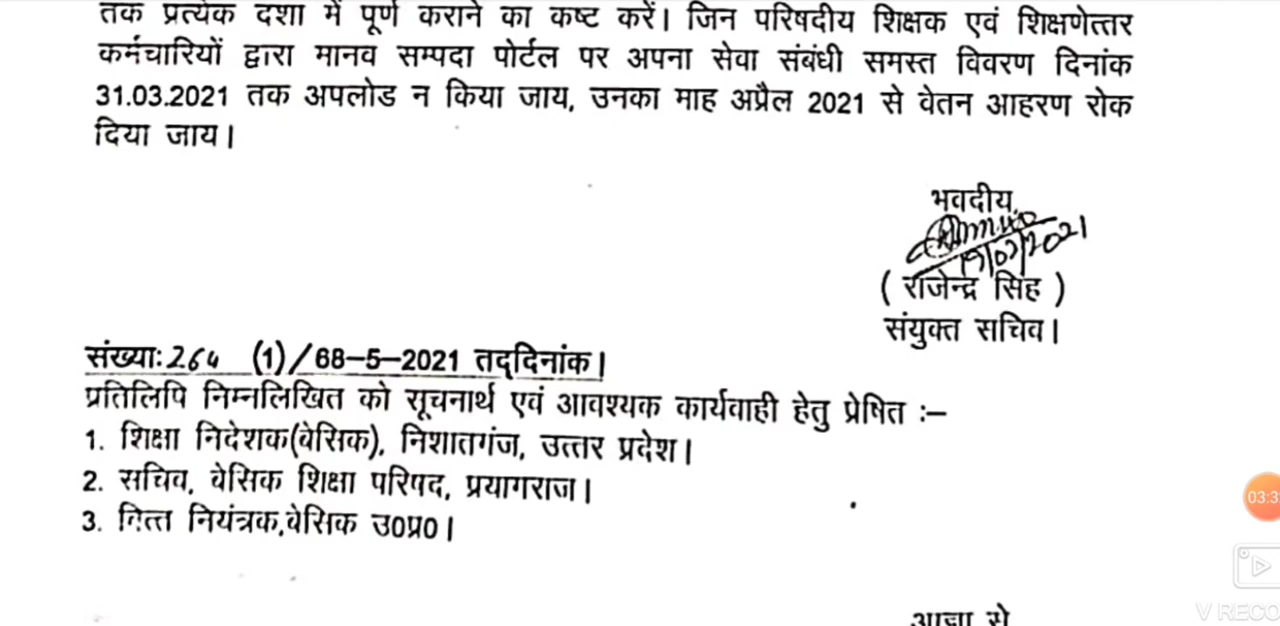 तक प्रत्येक दशा में पूर्ण कराने का कष्ट करें। जिन परिषदीय शिक्षक एवं शिक्षणेत्तर
कर्मचारियों द्वारा मानव सम्पदा पोर्टल पर अपना सेवा संबंधी समस्त विवरण दिनांक
31.03.2021 तक अपलोड न किया जाय, उनका माह अप्रैल 2021 से वेतन आहरण रोक
दिया जाय।
भवदीय,
( राजेन्द्र सिंह )
संयुक्त सचिव।
संख्याः264 (1)/68-5-2021 तद्दिनांक।
प्रतिलिपि निम्नलिखित को सूचनार्थ एवं आवश्यक कार्यवाही हेतु प्रेषित :–
1. शिक्षा निदेशक(बेसिक), निशातगंज, उत्तर प्रदेश।
2. सचिव, बेसिक शिक्षा परिषद, प्रयागराज।
3. वित्त नियंत्रक,बेसिक उ0प्र0।
03:3
V RECO
आज्ञा से